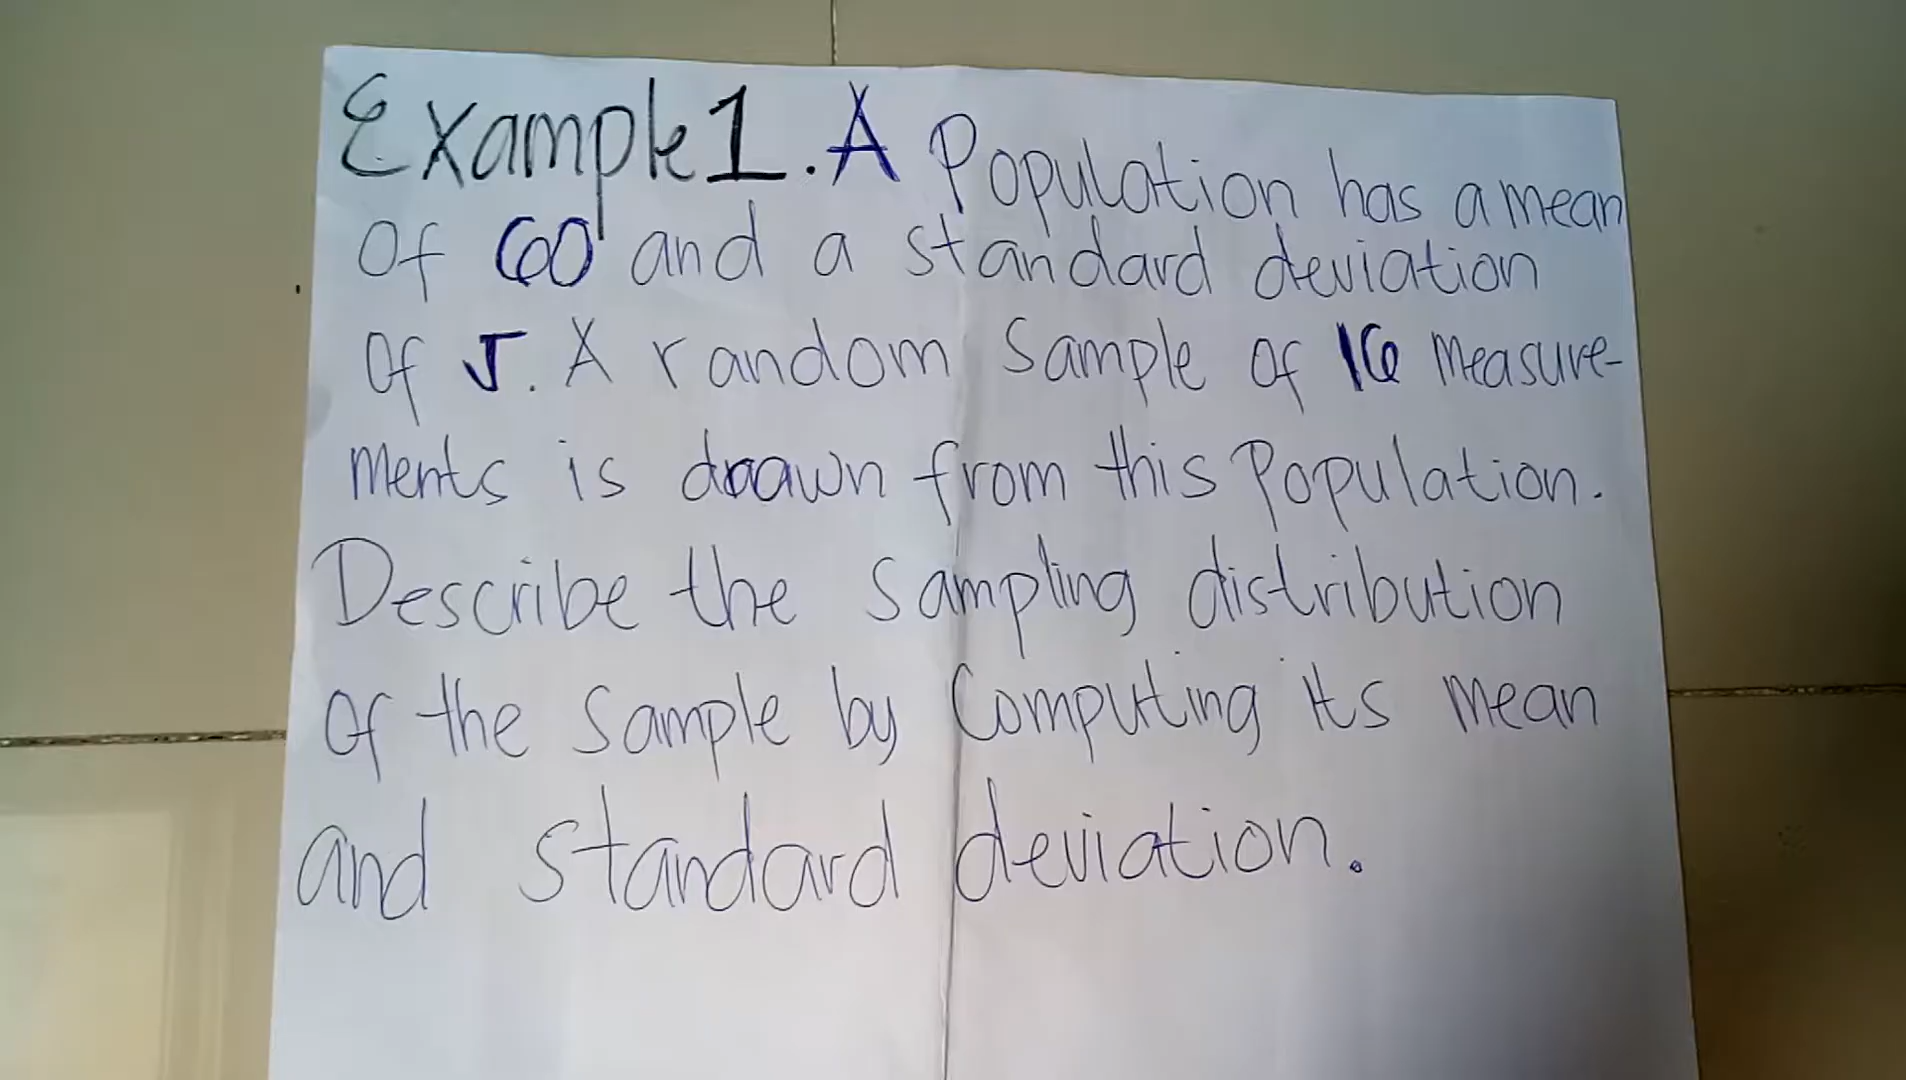 Example 1. A Population has a mean
Of 60 and a standard deviation
Of 5. A random Sample of 16 measure-
ments is drawn from this Population.
Describe the Sampling distribution
Of the Sample by Computing its mean
and standard deviation.